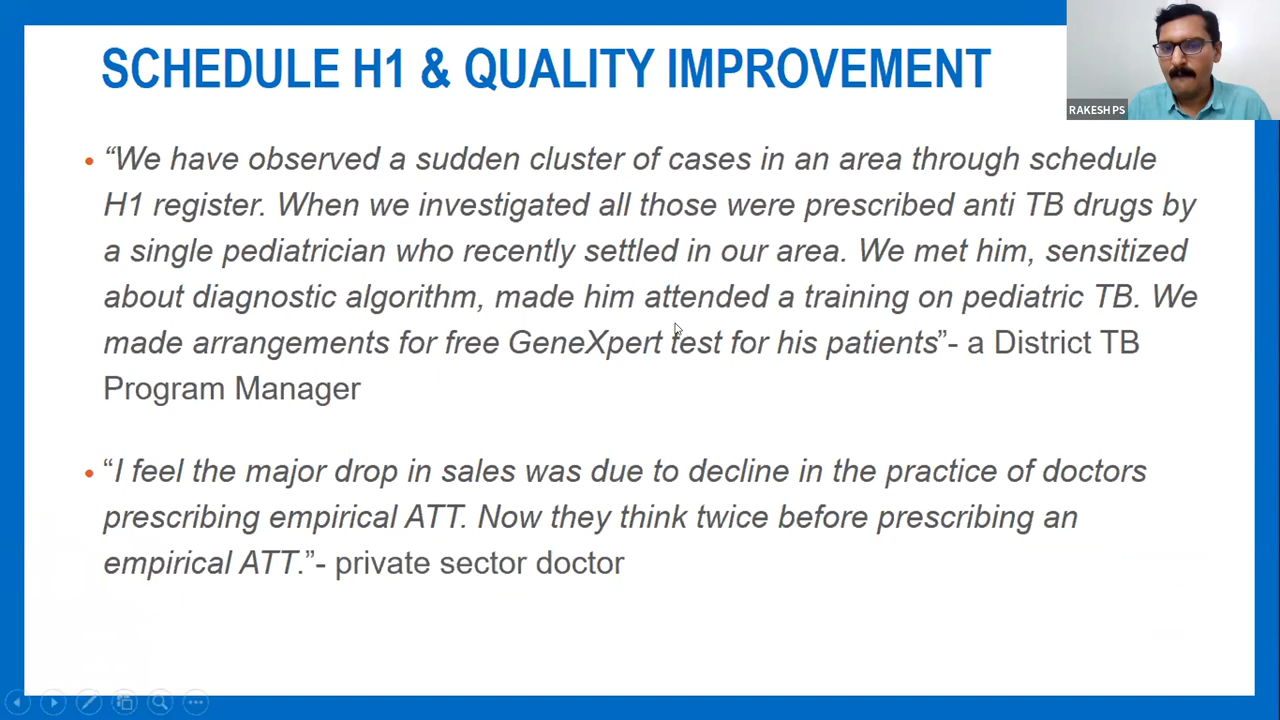 SCHEDULE H1 & QUALITY IMPROVEMENT
RAKESH PS
• “We have observed a sudden cluster of cases in an area through schedule
H1 register. When we investigated all those were prescribed anti TB drugs by
a single pediatrician who recently settled in our area. We met him, sensitized
about diagnostic algorithm, made him attended a training on pediatric TB. We
made arrangements for free GeneXpert test for his patients”- a District TB
Program Manager
• “I feel the major drop in sales was due to decline in the practice of doctors
prescribing empirical ATT. Now they think twice before prescribing an
empirical ATT.”- private sector doctor